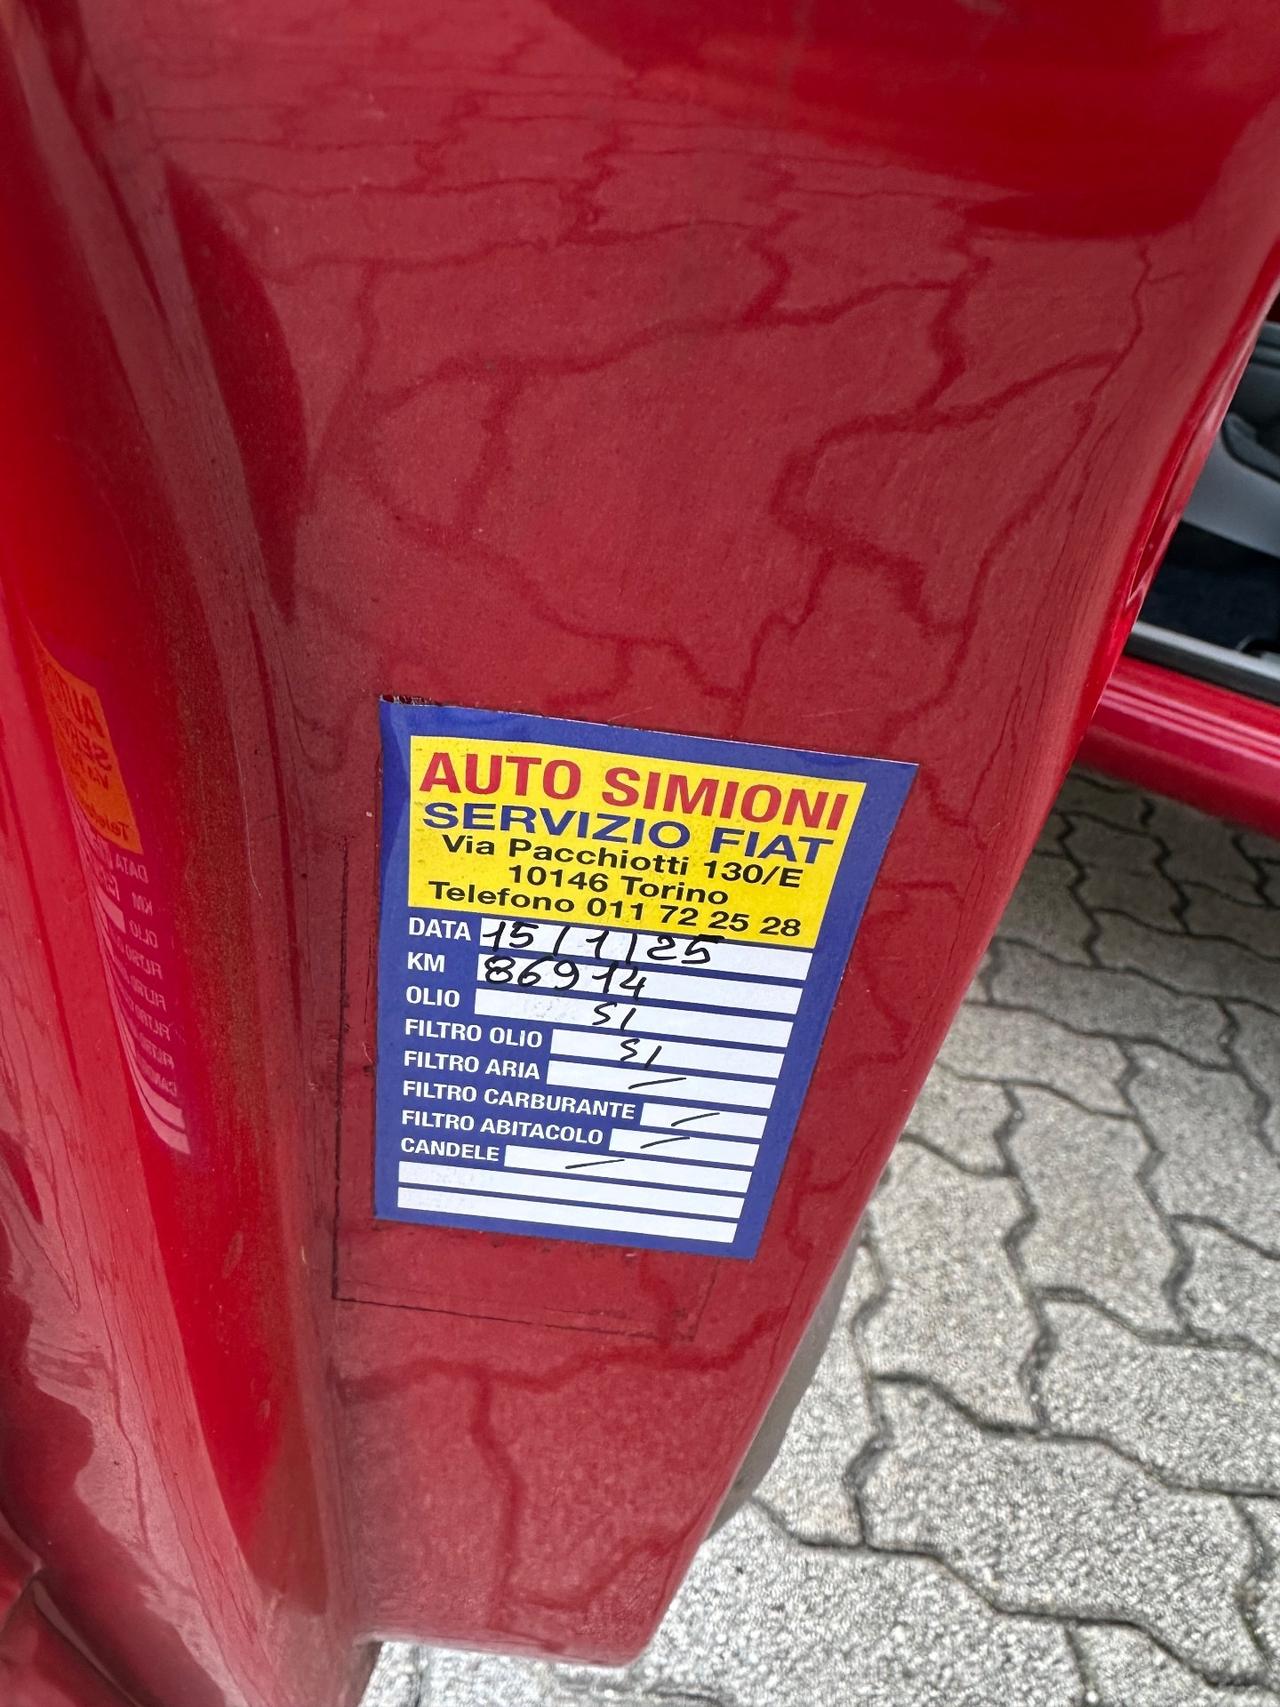 AUTO SIMIONI
SERVIZIO FIAT
Via Pacchiotti 130/E
10146 Torino
Telefono 011 72 25 28
DATA 15/1/25
KM 86914
OLIO SI
FILTRO OLIO SI
FILTRO ARIA /
FILTRO CARBURANTE /
FILTRO ABITACOLO /
CANDELE /